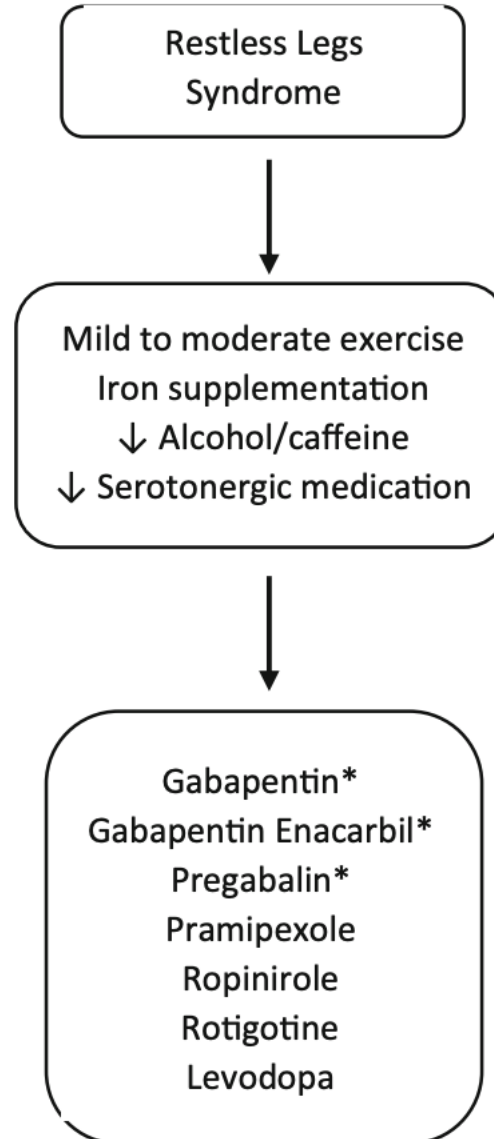 Restless Legs
Syndrome
Mild to moderate exercise
Iron supplementation
↓ Alcohol/caffeine
↓ Serotonergic medication
Gabapentin*
Gabapentin Enacarbil*
Pregabalin*
Pramipexole
Ropinirole
Rotigotine
Levodopa